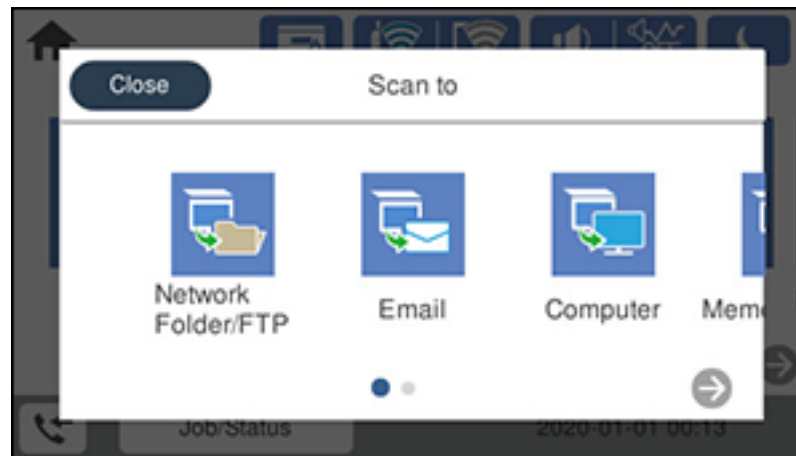 Close
Scan to
Network
Folder/FTP
Email
Computer
Job/Status
2020-01-01 00:13